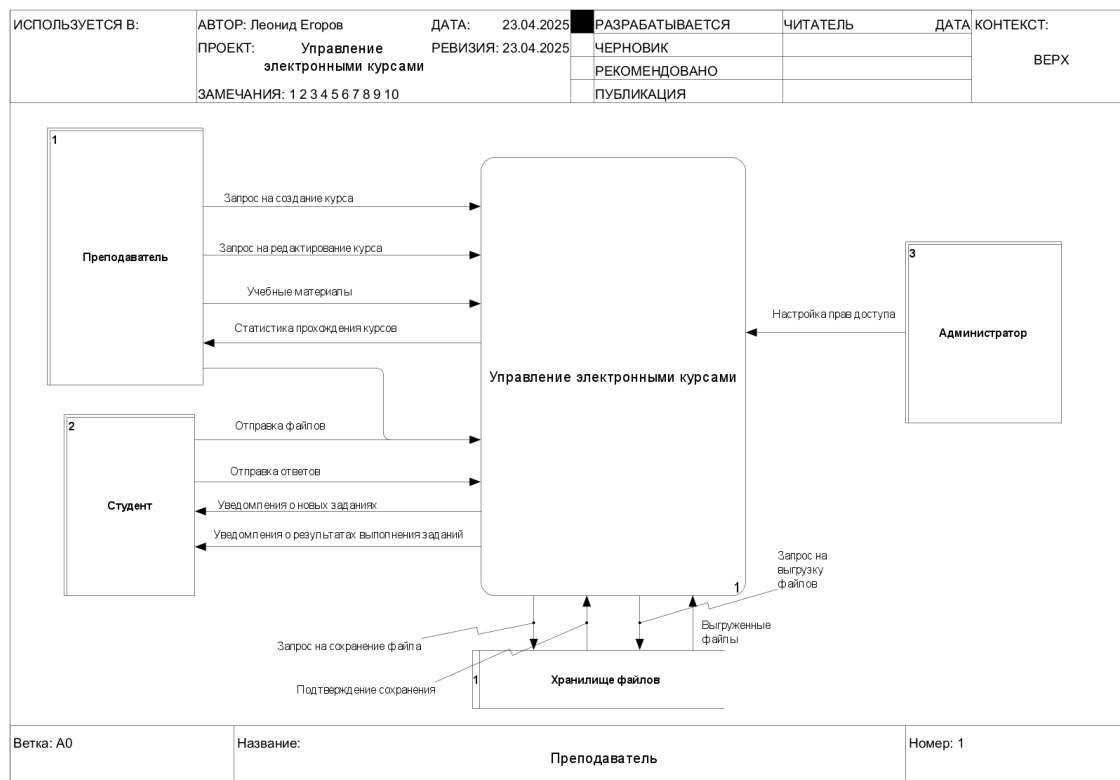 ИСПОЛЬЗУЕТСЯ В:
АВТОР: Леонид Егоров
ДАТА: 23.04.2025
ПРОЕКТ: Управление
электронными курсами
РЕВИЗИЯ: 23.04.2025
ЗАМЕЧАНИЯ: 1 2 3 4 5 6 7 8 9 10
РАЗРАБАТЫВАЕТСЯ
ЧЕРНОВИК
РЕКОМЕНДОВАНО
ПУБЛИКАЦИЯ
ЧИТАТЕЛЬ
ДАТА
КОНТЕКСТ:
ВЕРХ
1
Преподаватель
Запрос на создание курса
Запрос на редактирование курса
Учебные материалы
Статистика прохождения курсов
2
Студент
Отправка файлов
Отправка ответов
Уведомления о новых заданиях
Уведомления о результатах выполнения заданий
Управление электронными курсами
1
Настройка прав доступа
3
Администратор
Запрос на
выгрузку
файлов
Выгруженные
файлы
Запрос на сохранение файла
Подтверждение сохранения
1
Хранилище файлов
Ветка: A0
Название:
Преподаватель
Номер: 1